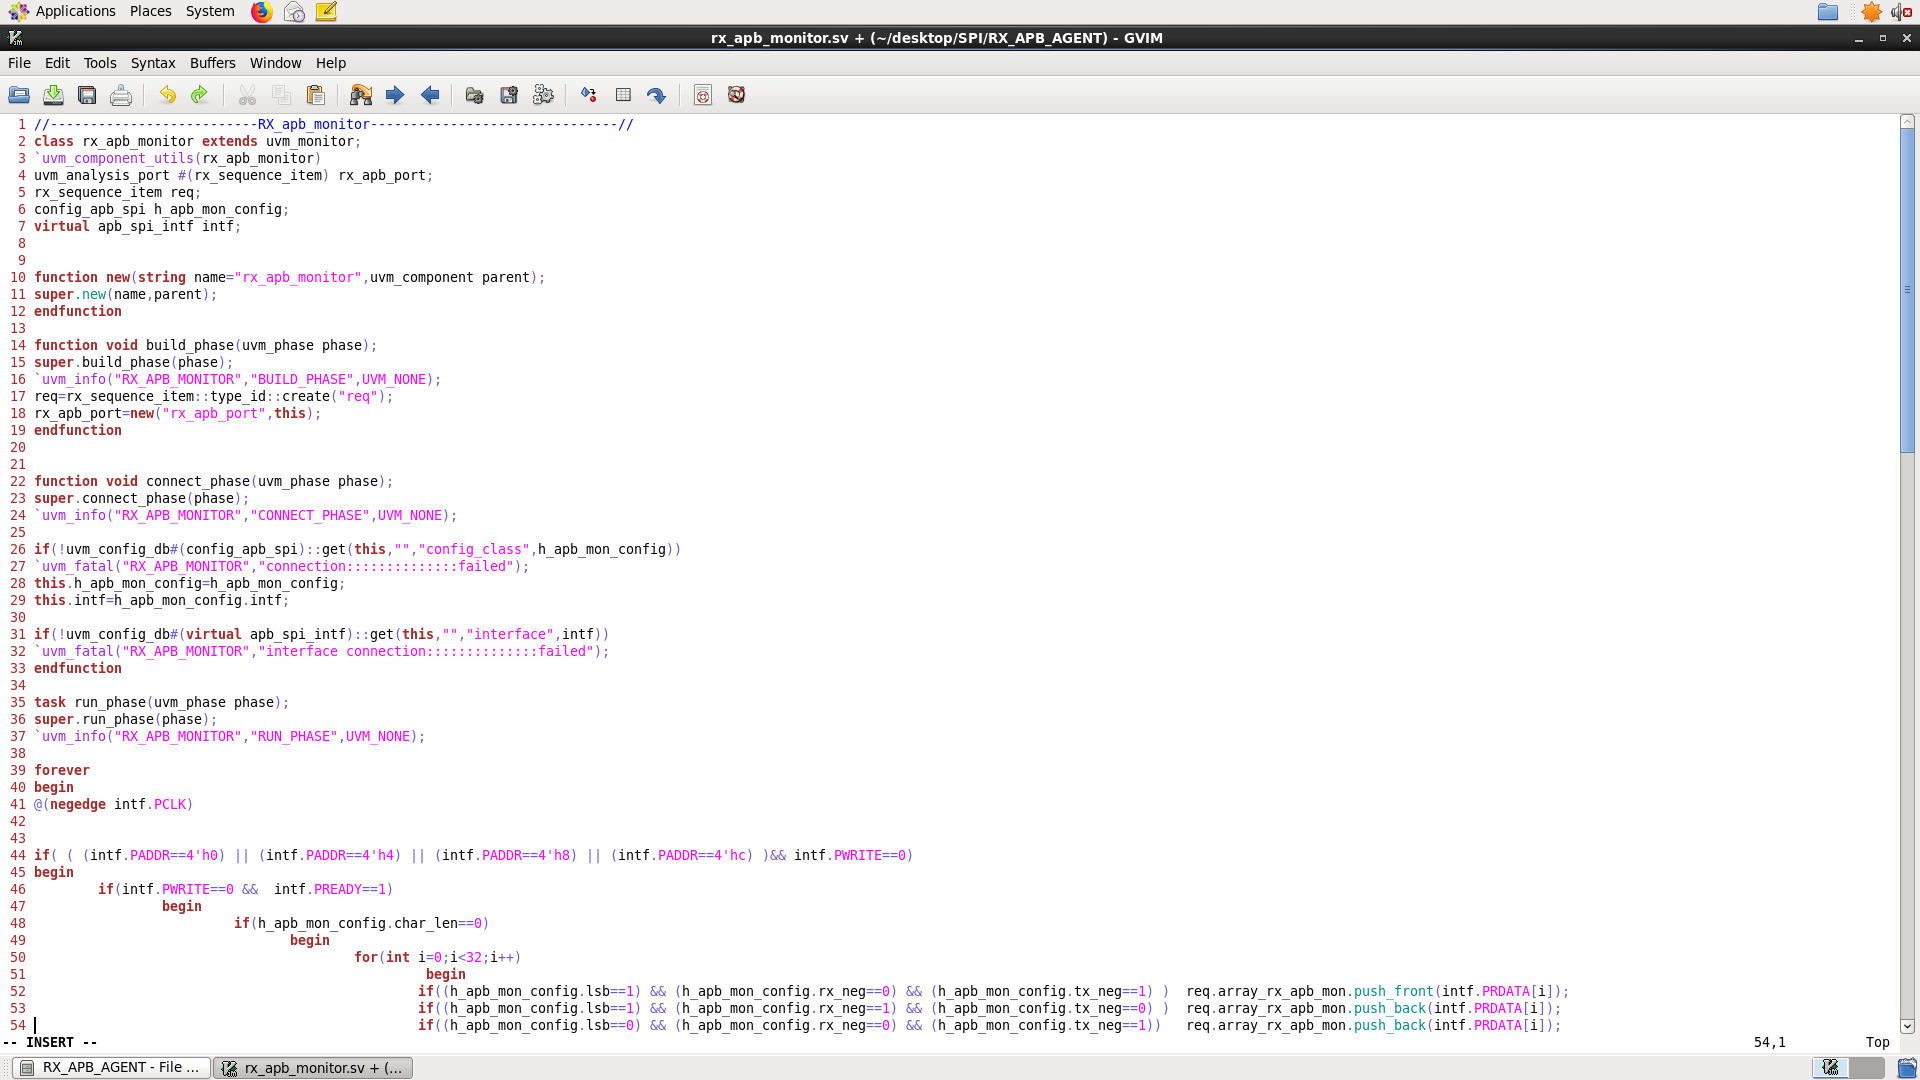 Applications Places System
rx_apb_monitor.sv + (~/desktop/SPI/RX_APB_AGENT) - GVIM
File Edit Tools Syntax Buffers Window Help
1 //--------------------------RX_apb_monitor-------------------------------//
2 class rx_apb_monitor extends uvm_monitor;
3 `uvm_component_utils(rx_apb_monitor)
4 uvm_analysis_port #(rx_sequence_item) rx_apb_port;
5 rx_sequence_item req;
6 config_apb_spi h_apb_mon_config;
7 virtual apb_spi_intf intf;
8
9
10 function new(string name="rx_apb_monitor",uvm_component parent);
11 super.new(name,parent);
12 endfunction
13
14 function void build_phase(uvm_phase phase);
15 super.build_phase(phase);
16 `uvm_info("RX_APB_MONITOR","BUILD_PHASE",UVM_NONE);
17 req=rx_sequence_item::type_id::create("req");
18 rx_apb_port=new("rx_apb_port",this);
19 endfunction
20
21
22 function void connect_phase(uvm_phase phase);
23 super.connect_phase(phase);
24 `uvm_info("RX_APB_MONITOR","CONNECT_PHASE",UVM_NONE);
25
26 if(!uvm_config_db#(config_apb_spi)::get(this,"","config_class",h_apb_mon_config))
27 `uvm_fatal("RX_APB_MONITOR","connection::::::::::::::failed");
28 this.h_apb_mon_config=h_apb_mon_config;
29 this.intf=h_apb_mon_config.intf;
30
31 if(!uvm_config_db#(virtual apb_spi_intf)::get(this,"","interface",intf))
32 `uvm_fatal("RX_APB_MONITOR","interface connection::::::::::::::failed");
33 endfunction
34
35 task run_phase(uvm_phase phase);
36 super.run_phase(phase);
37 `uvm_info("RX_APB_MONITOR","RUN_PHASE",UVM_NONE);
38
39 forever
40 begin
41 @(negedge intf.PCLK)
42
43
44 if( ( (intf.PADDR==4'h0) || (intf.PADDR==4'h4) || (intf.PADDR==4'h8) || (intf.PADDR==4'hc) )&& intf.PWRITE==0)
45 begin
46         if(intf.PWRITE==0 &&  intf.PREADY==1)
47                 begin
48                          if(h_apb_mon_config.char_len==0)
49                                 begin
50                                         for(int i=0;i<32;i++)
51                                                  begin
52                                                 if((h_apb_mon_config.lsb==1) && (h_apb_mon_config.rx_neg==0) && (h_apb_mon_config.tx_neg==1) )  req.array_rx_apb_mon.push_front(intf.PRDATA[i]);
53                                                 if((h_apb_mon_config.lsb==1) && (h_apb_mon_config.rx_neg==1) && (h_apb_mon_config.tx_neg==0) )  req.array_rx_apb_mon.push_back(intf.PRDATA[i]);
54                                                 if((h_apb_mon_config.lsb==0) && (h_apb_mon_config.rx_neg==0) && (h_apb_mon_config.tx_neg==1))   req.array_rx_apb_mon.push_back(intf.PRDATA[i]);
-- INSERT -- 54,1 Top
RX_APB_AGENT - File ... rx_apb_monitor.sv + (...